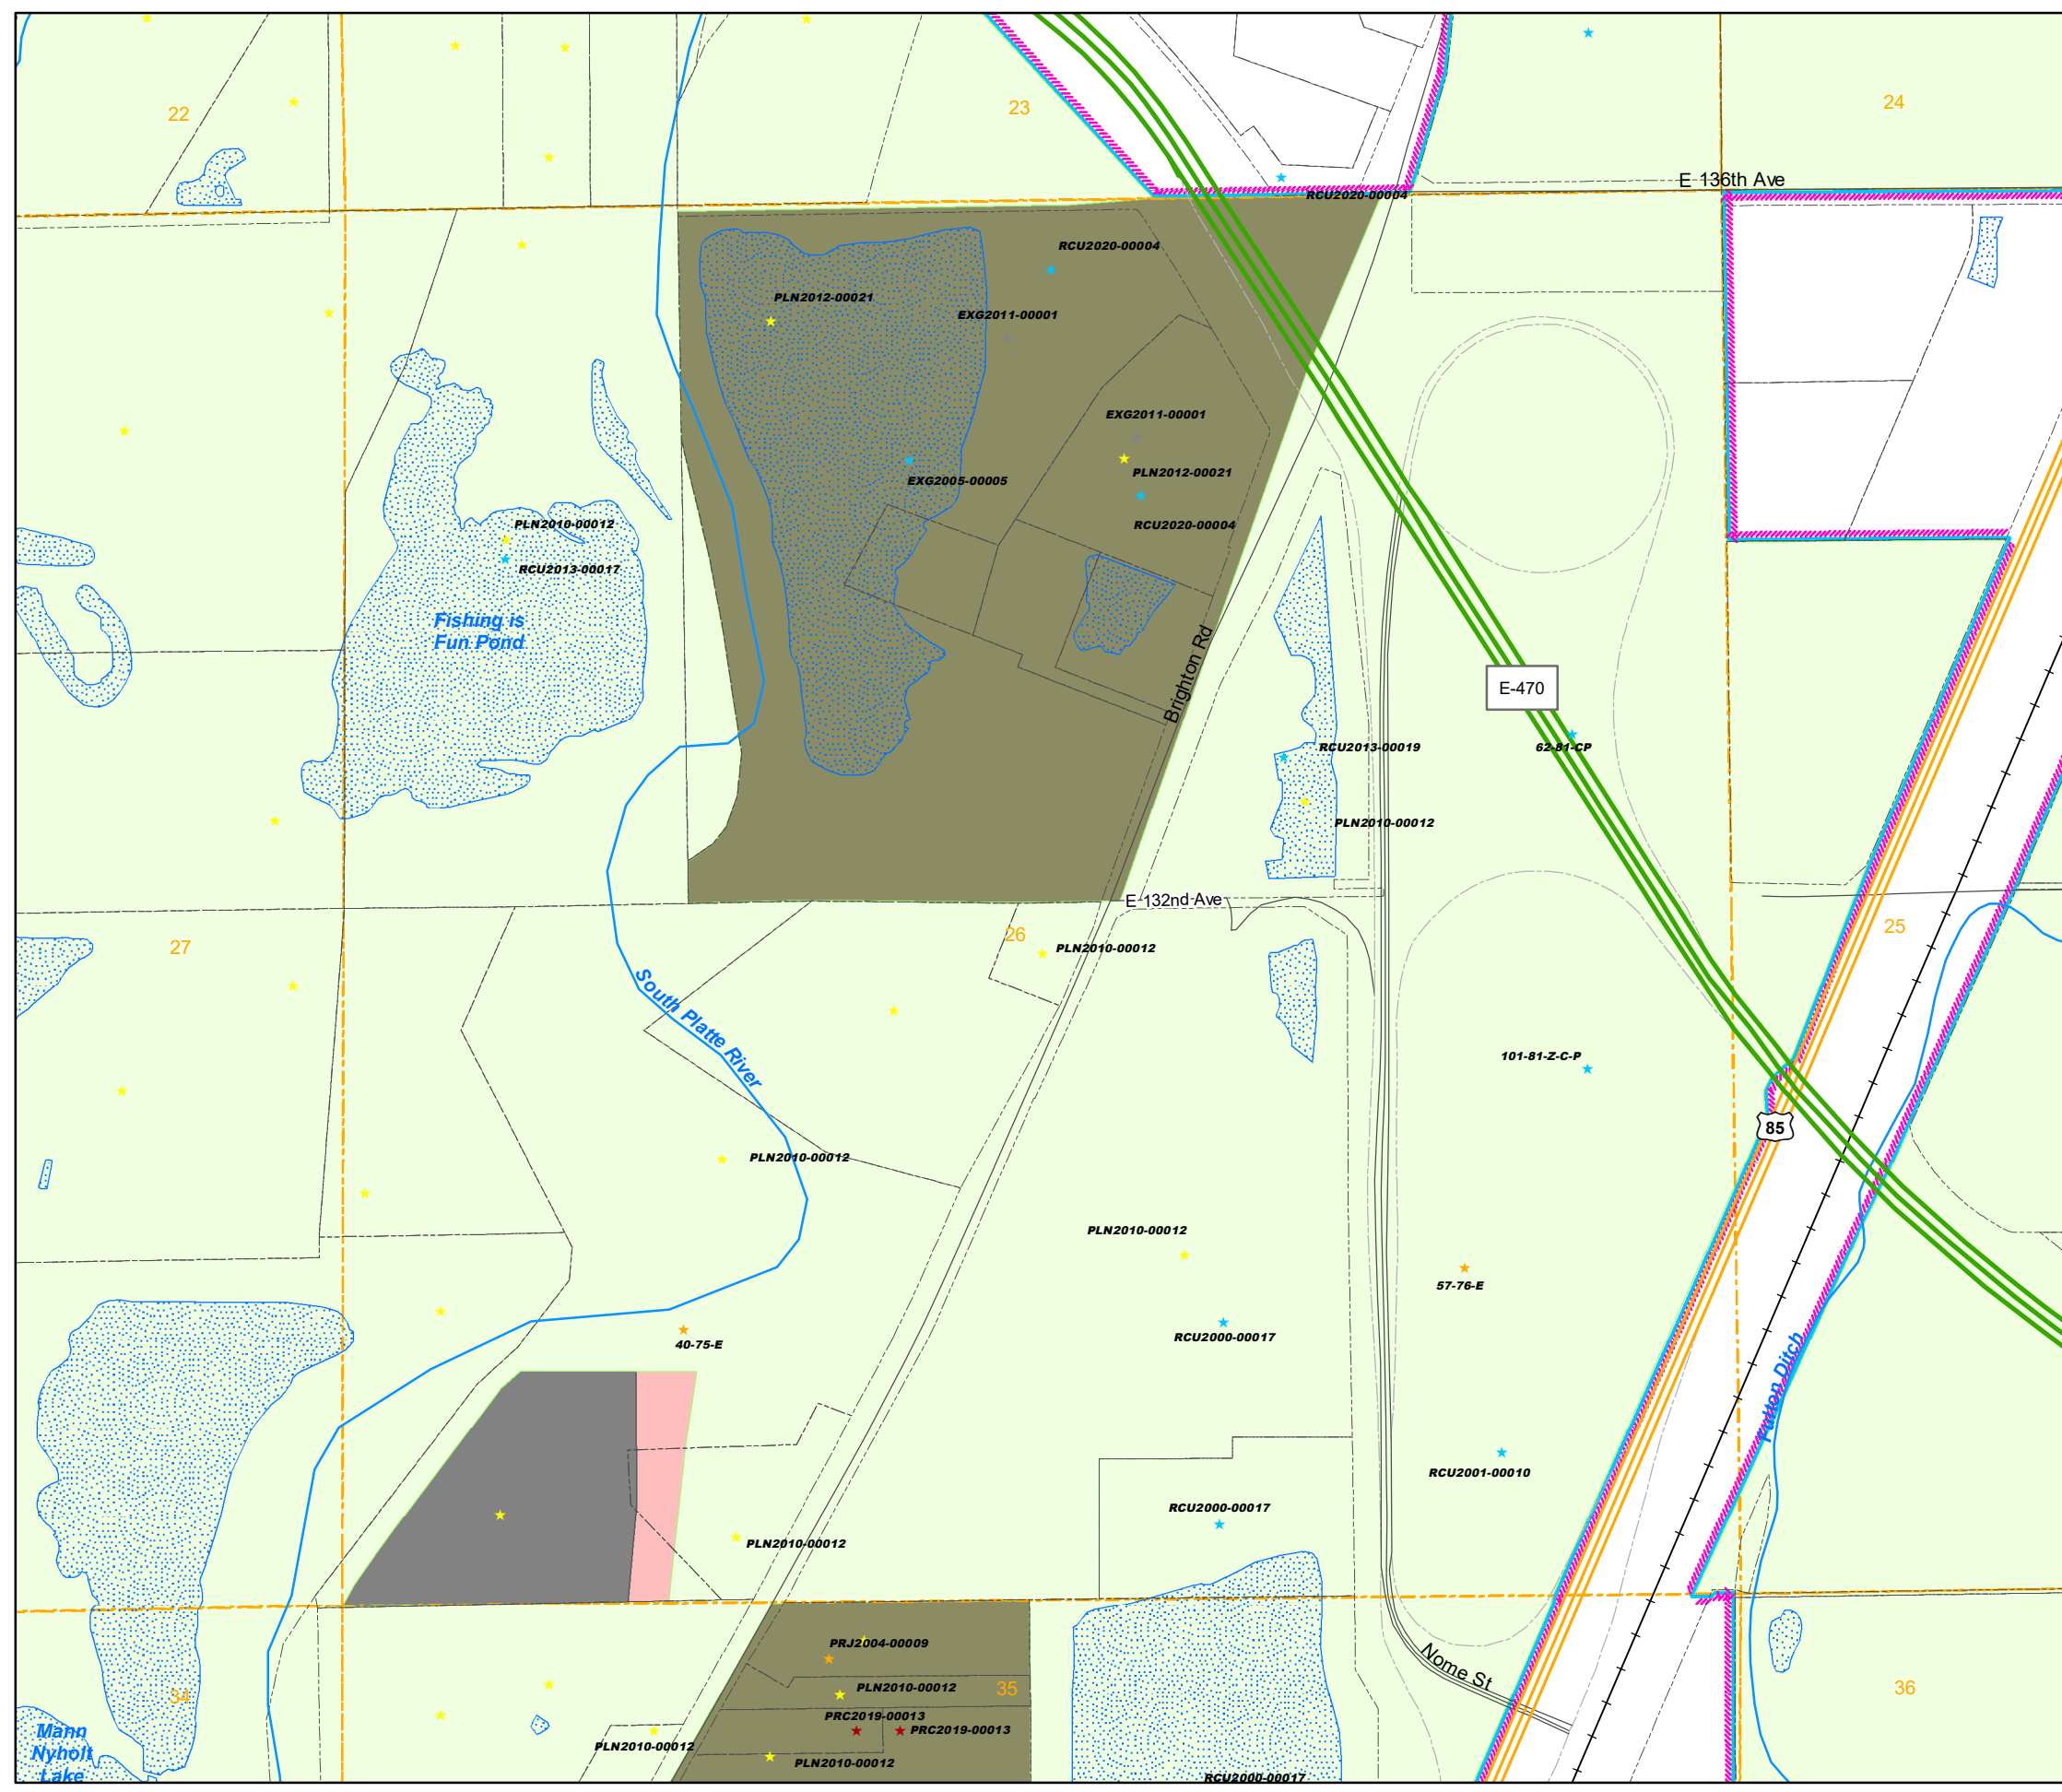 22
23
24
E 136th Ave
RCU2020-00004
RCU2020-00004
PLN2012-00021
EXG2011-00001
EXG2011-00001
PLN2012-00021
EXG2005-00005
RCU2020-00004
PLN2010-00012
RCU2013-00017
Fishing is
Fun Pond
Brighton Rd
E-470
RCU2013-00019
62-81-CP
PLN2010-00012
E 132nd Ave
27
26
25
PLN2010-00012
South Platte River
101-81-Z-C-P
85
PLN2010-00012
PLN2010-00012
57-76-E
RCU2000-00017
40-75-E
Fulton Ditch
RCU2001-00010
RCU2000-00017
PLN2010-00012
PRJ2004-00009
Nome St
34
PLN2010-00012
35
36
PRC2019-00013
PRC2019-00013
Mann
Nyholt
Lake
PLN2010-00012
PLN2010-00012
RCU2000-00017